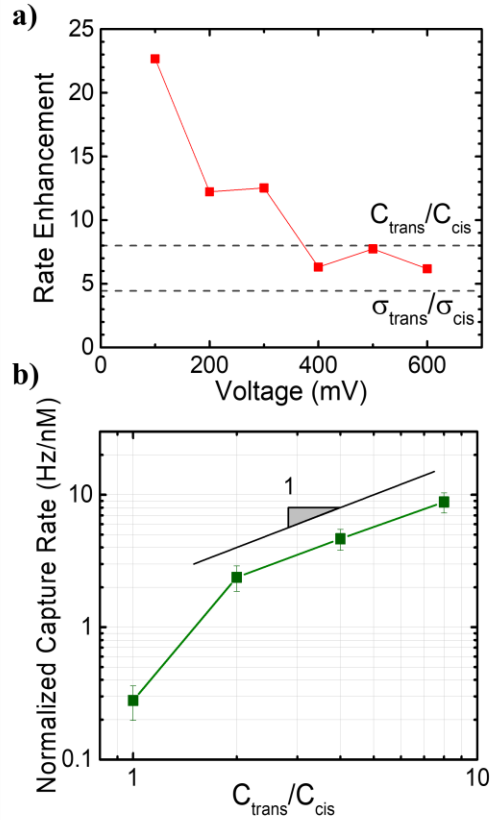 a)
25
20
15
10
5
0
Rate Enhancement
C_trans/C_cis
σ_trans/σ_cis
0 200 400 600
Voltage (mV)
b)
10
1
0.1
Normalized Capture Rate (Hz/nM)
1
1 10
C_trans/C_cis